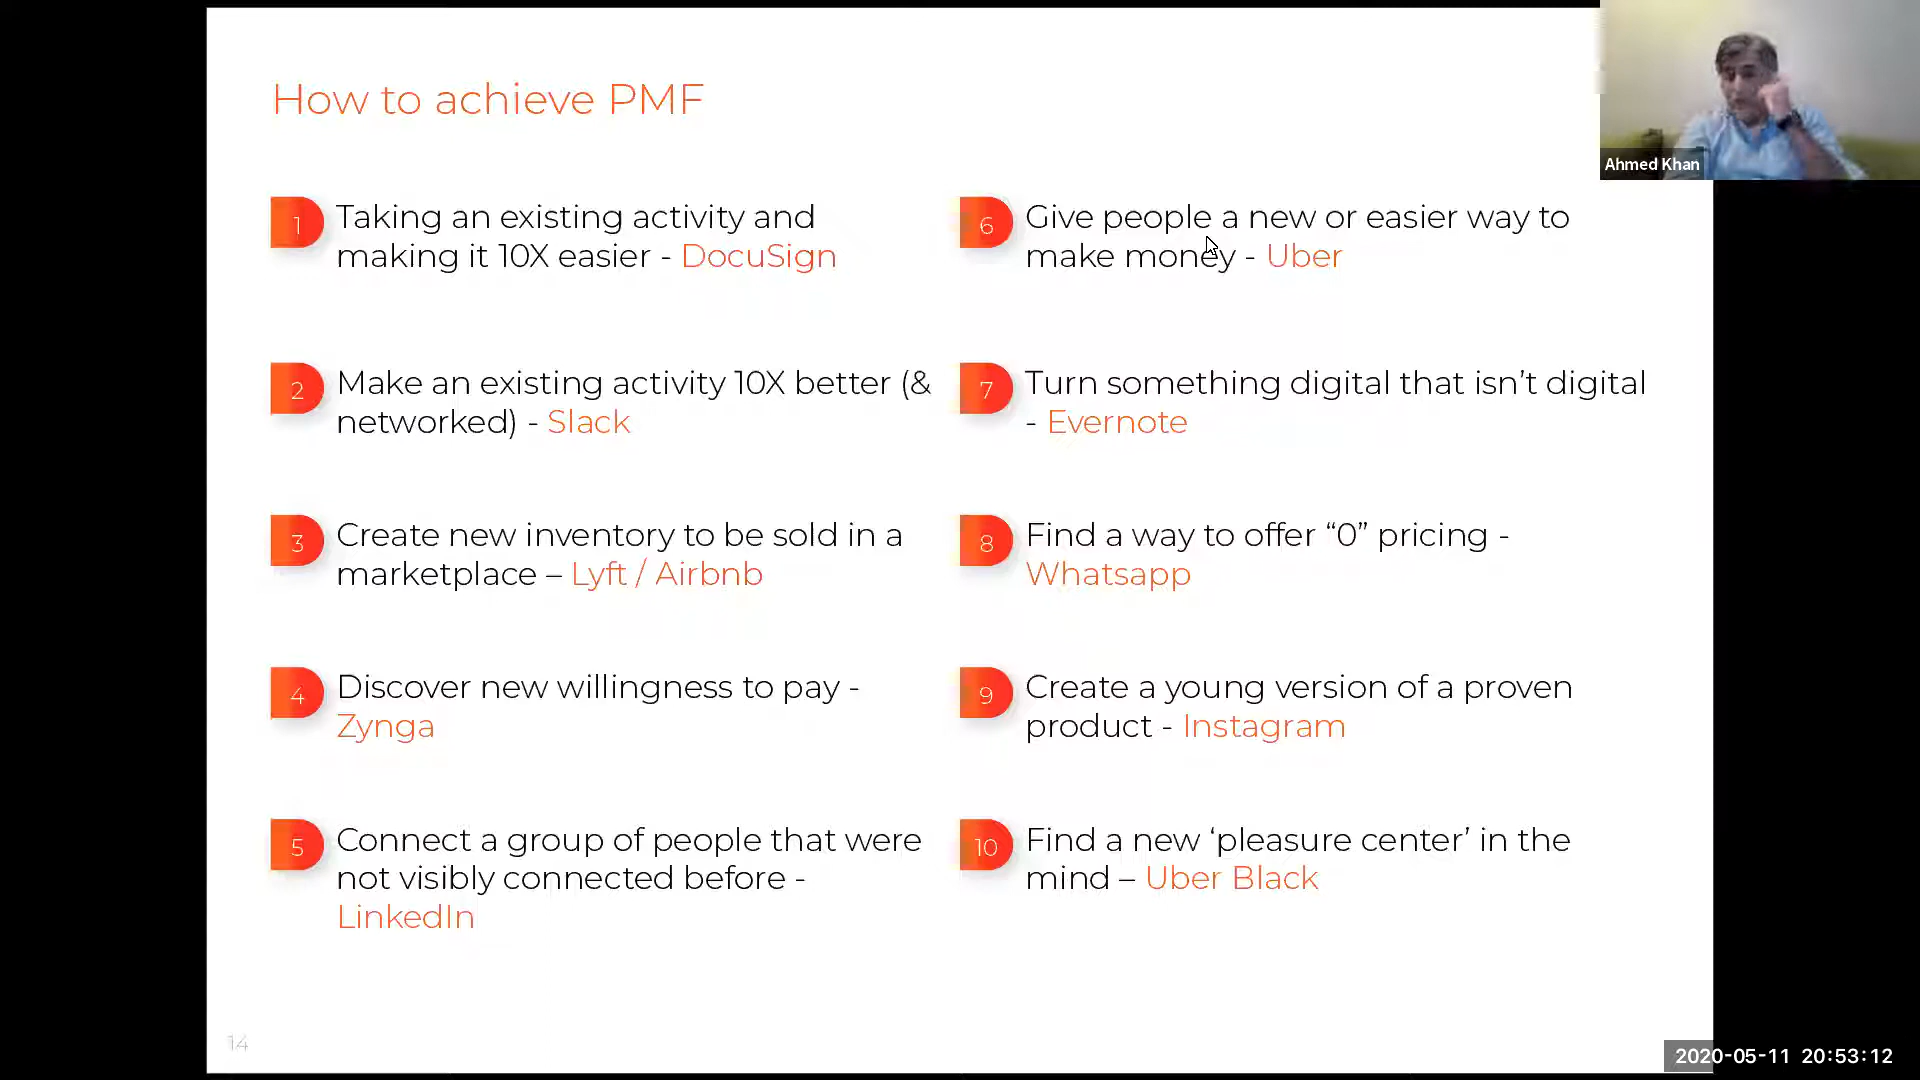 How to achieve PMF
1
Taking an existing activity and
making it 10X easier - DocuSign
2
Make an existing activity 10X better (&
networked) - Slack
3
Create new inventory to be sold in a
marketplace – Lyft / Airbnb
4
Discover new willingness to pay -
Zynga
5
Connect a group of people that were
not visibly connected before -
LinkedIn
6
Give people a new or easier way to
make money - Uber
7
Turn something digital that isn’t digital
- Evernote
8
Find a way to offer “0” pricing -
Whatsapp
9
Create a young version of a proven
product - Instagram
10
Find a new ‘pleasure center’ in the
mind – Uber Black
14
Ahmed Khan
2020-05-11 20:53:12